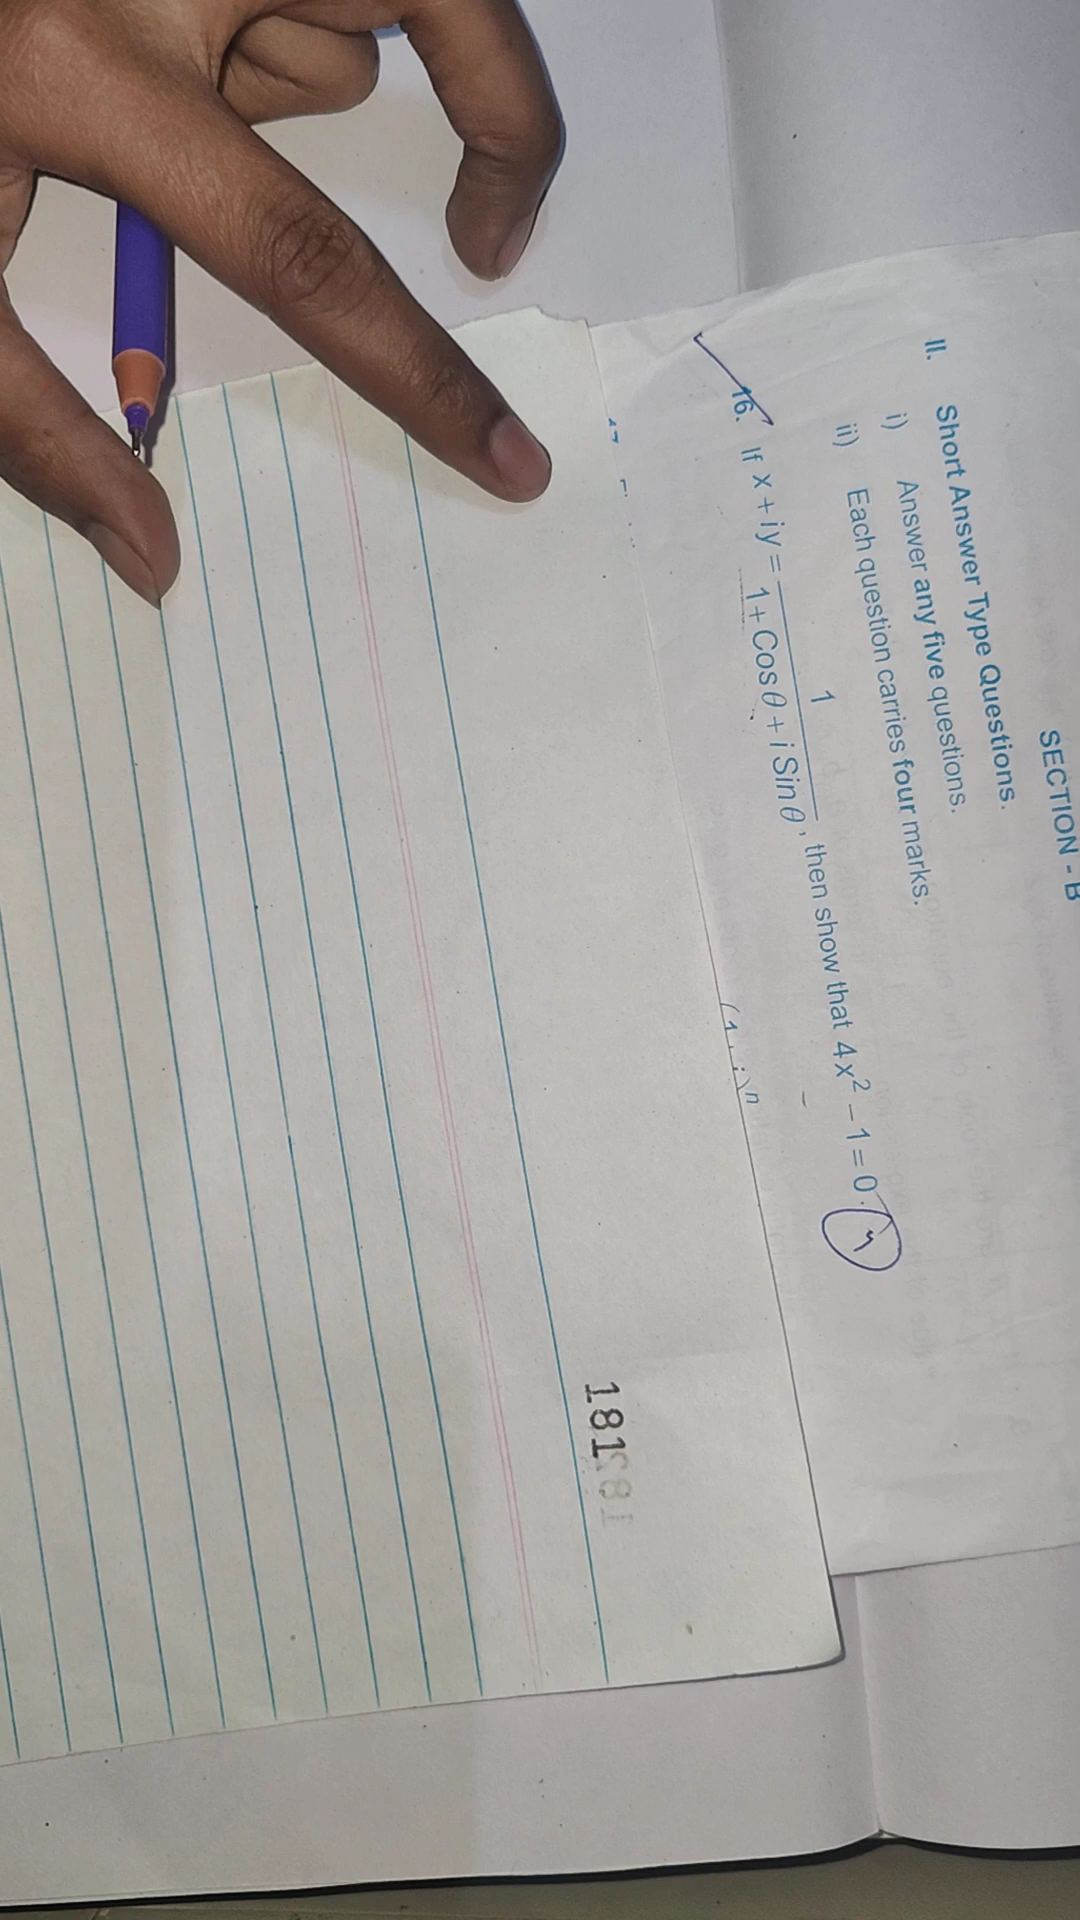 SECTION - B
II. Short Answer Type Questions.
i) Answer any five questions.
ii) Each question carries four marks.
16. If x + iy = 1 / (1 + Cosθ + i Sinθ), then show that 4x² – 1 = 0.
181